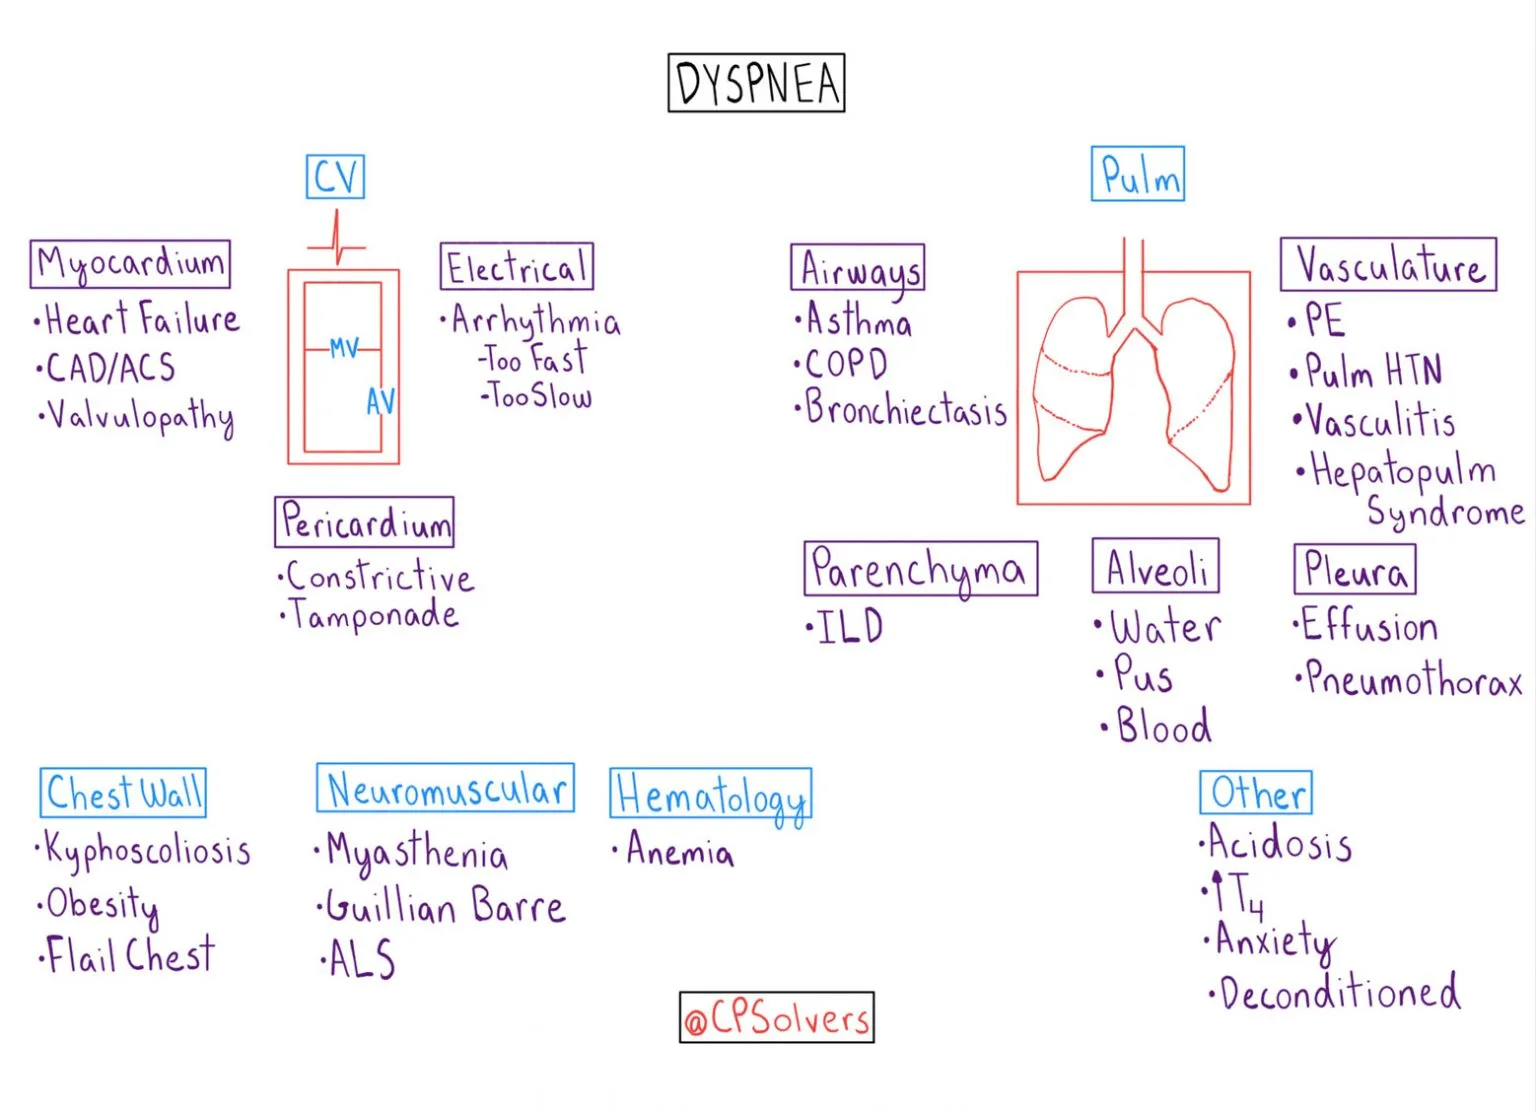 DYSPNEA
CV
Myocardium
•Heart Failure
•CAD/ACS
•Valvulopathy
MV
AV
Electrical
•Arrhythmia
-Too Fast
-Too Slow
Pericardium
•Constrictive
•Tamponade
Pulm
Airways
•Asthma
•COPD
•Bronchiectasis
Vasculature
•PE
•Pulm HTN
•Vasculitis
•Hepatopulm
Syndrome
Parenchyma
•ILD
Alveoli
•Water
•Pus
•Blood
Pleura
•Effusion
•Pneumothorax
Chest Wall
•Kyphoscoliosis
•Obesity
•Flail Chest
Neuromuscular
•Myasthenia
•Guillian Barre
•ALS
Hematology
•Anemia
Other
•Acidosis
•↑T₄
•Anxiety
•Deconditioned
@CPSolvers